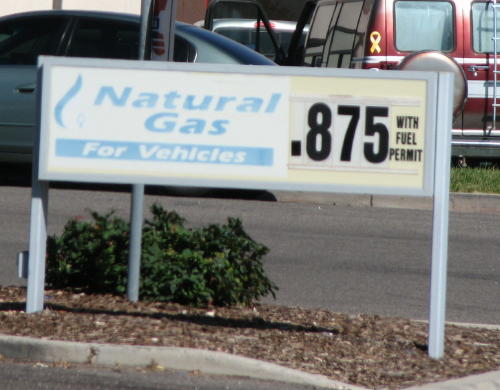 Natural
Gas
For Vehicles
.875
WITH
FUEL
PERMIT